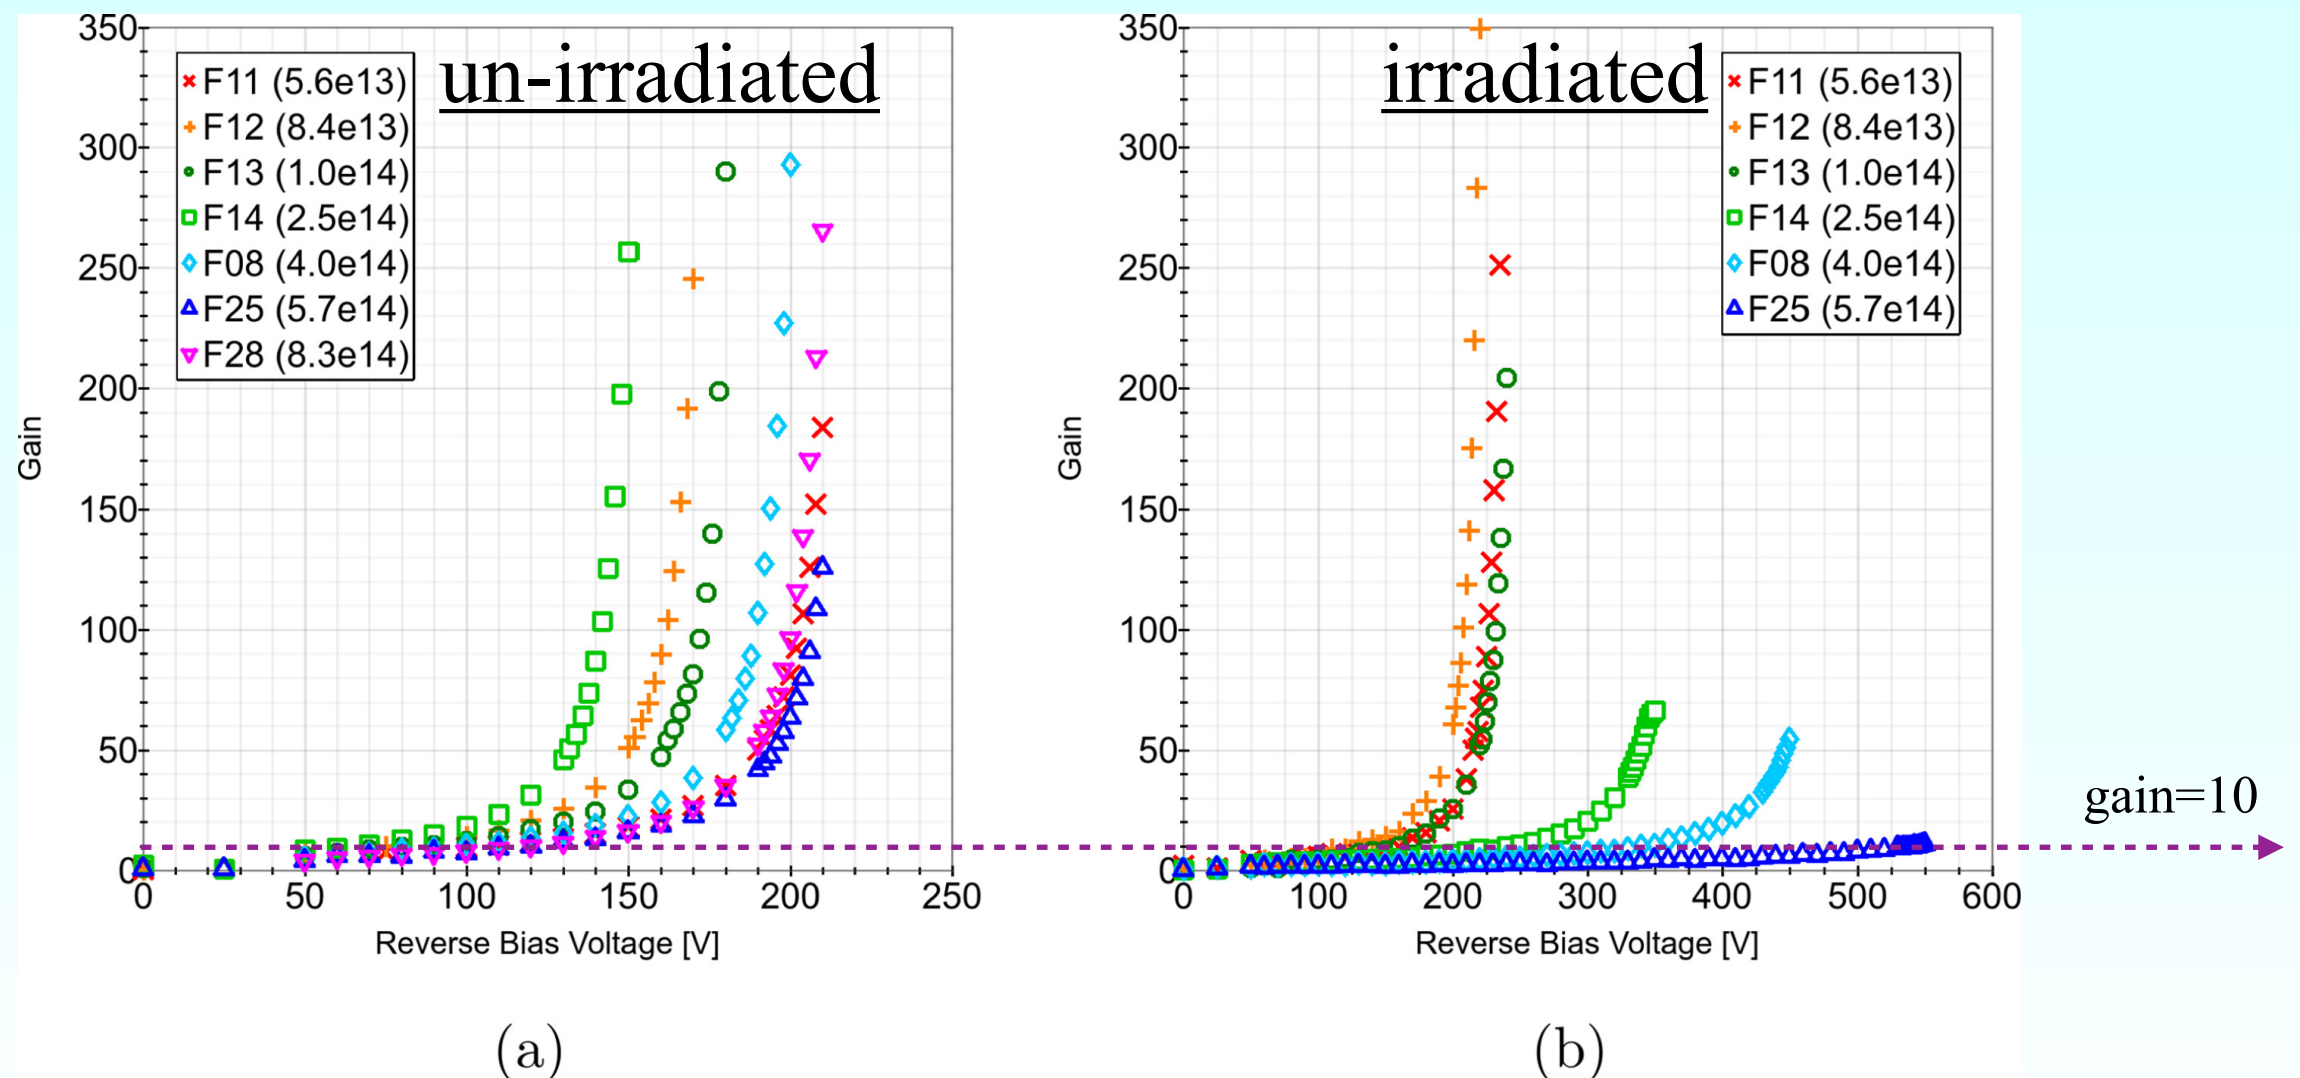 un-irradiated
350
300
250
200
150
100
50
0
Gain
F11 (5.6e13)
F12 (8.4e13)
F13 (1.0e14)
F14 (2.5e14)
F08 (4.0e14)
F25 (5.7e14)
F28 (8.3e14)
0 50 100 150 200 250
Reverse Bias Voltage [V]
(a)
irradiated
350
300
250
200
150
100
50
0
Gain
F11 (5.6e13)
F12 (8.4e13)
F13 (1.0e14)
F14 (2.5e14)
F08 (4.0e14)
F25 (5.7e14)
0 100 200 300 400 500 600
Reverse Bias Voltage [V]
(b)
gain=10